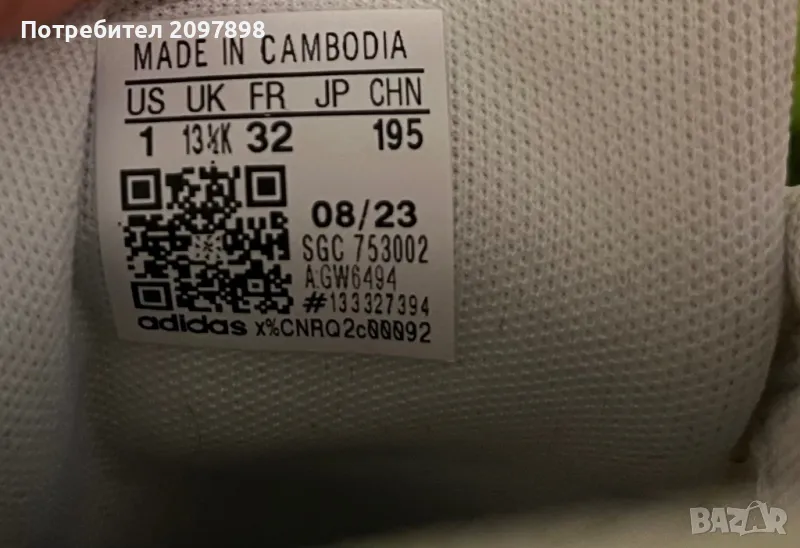 Потребител 2097898
MADE IN CAMBODIA
US UK FR JP CHN
1 13½K 32 195
08/23
SGC 753002
A:GW6494
#133327394
adidas x%CNRQ2c00092
BAZAR